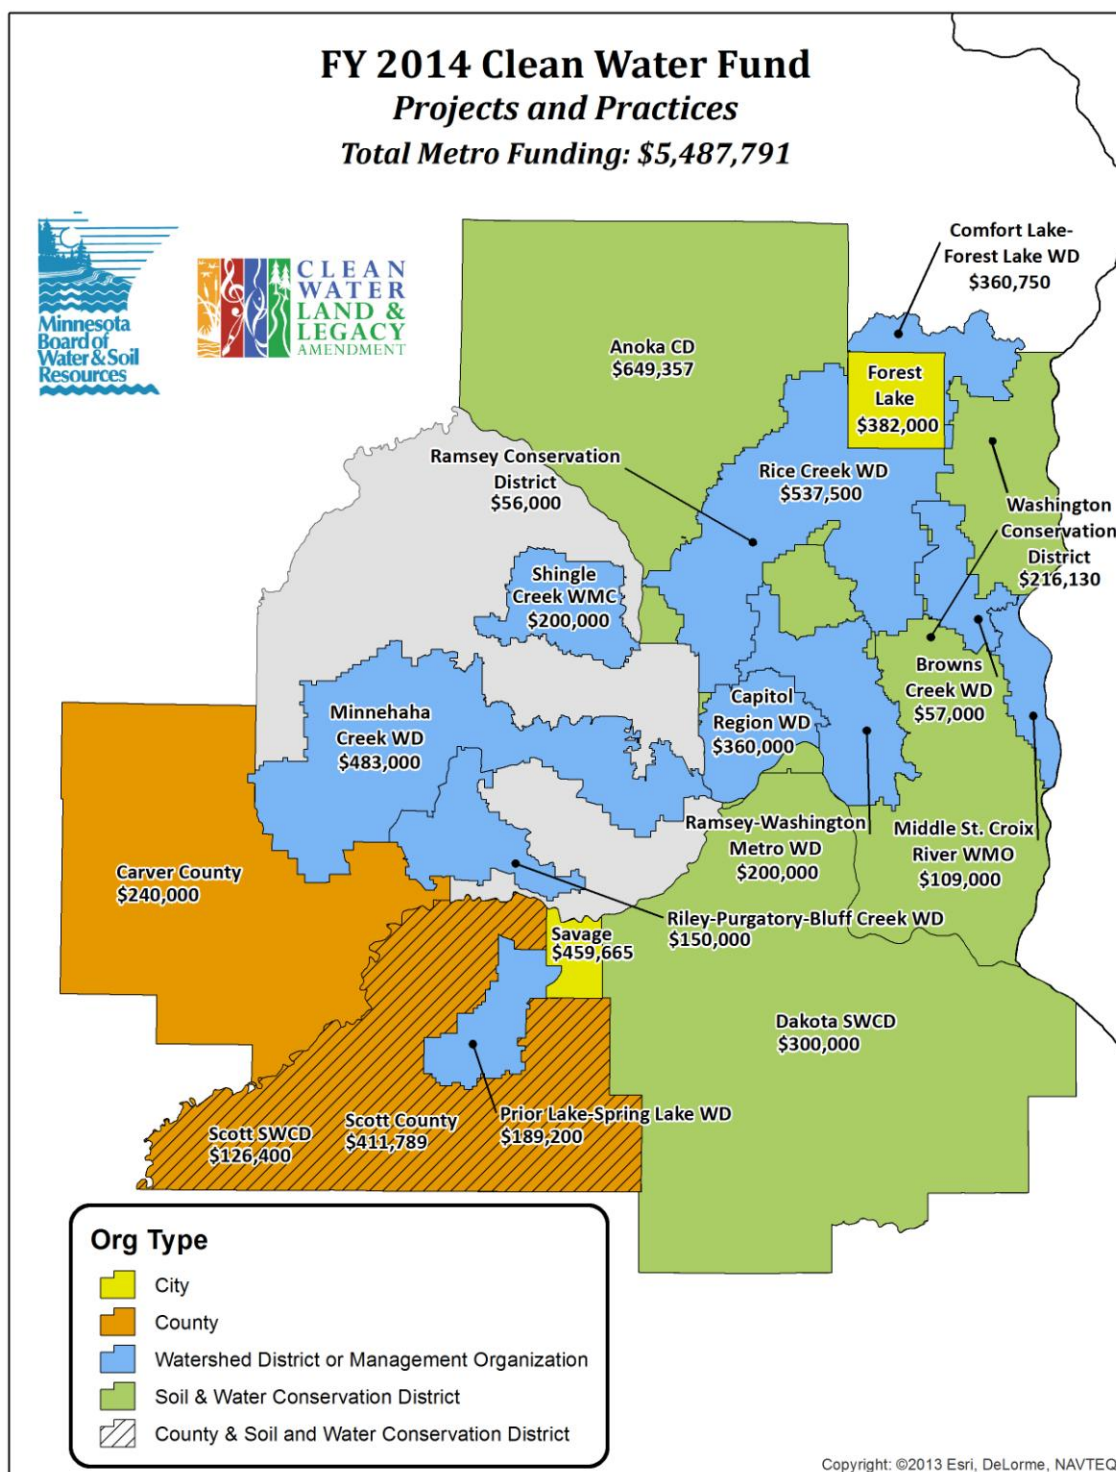 FY 2014 Clean Water Fund
Projects and Practices
Total Metro Funding: $5,487,791
Minnesota
Board of
Water & Soil
Resources
CLEAN
WATER
LAND &
LEGACY
AMENDMENT
Comfort Lake-
Forest Lake WD
$360,750
Anoka CD
$649,357
Forest
Lake
$382,000
Ramsey Conservation
District
$56,000
Rice Creek WD
$537,500
Washington
Conservation
District
$216,130
Shingle
Creek WMC
$200,000
Browns
Creek WD
$57,000
Capitol
Region WD
$360,000
Minnehaha
Creek WD
$483,000
Ramsey-Washington
Metro WD
$200,000
Middle St. Croix
River WMO
$109,000
Carver County
$240,000
Riley-Purgatory-Bluff Creek WD
$150,000
Savage
$459,665
Dakota SWCD
$300,000
Prior Lake-Spring Lake WD
$189,200
Scott County
$411,789
Scott SWCD
$126,400
Org Type
City
County
Watershed District or Management Organization
Soil & Water Conservation District
County & Soil and Water Conservation District
Copyright: ©2013 Esri, DeLorme, NAVTEQ